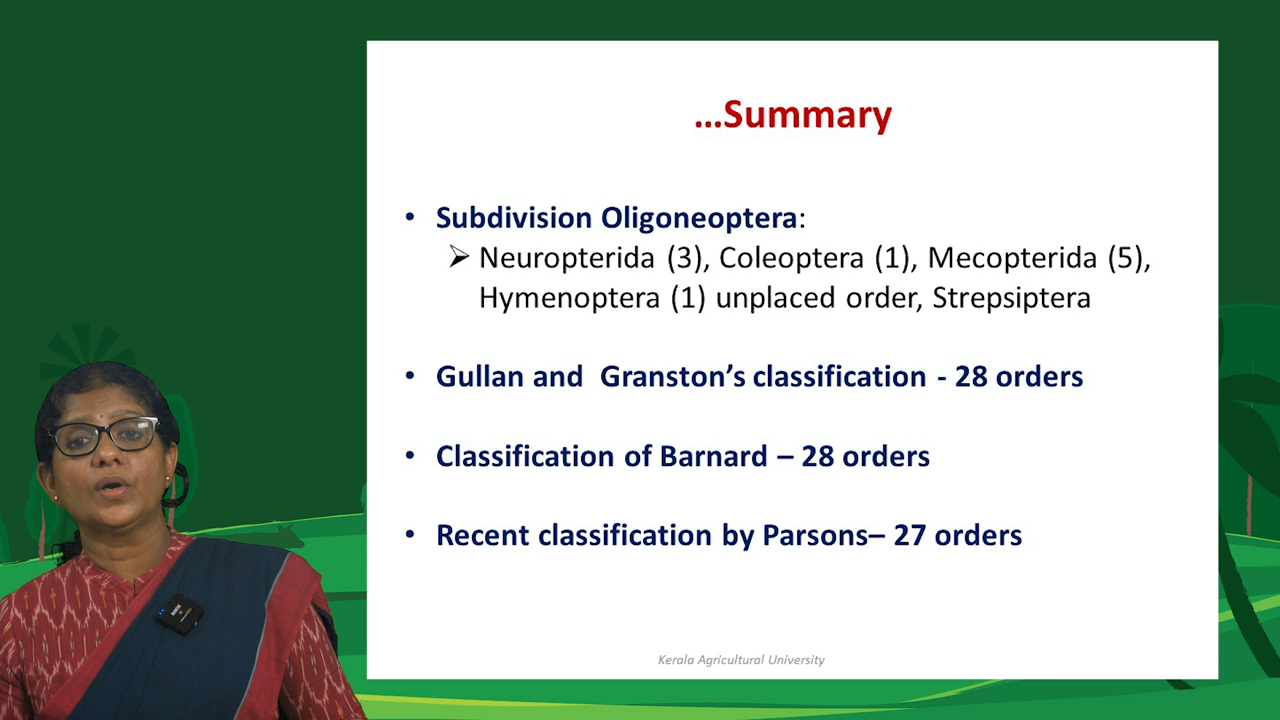 ...Summary
• Subdivision Oligoneoptera:
➢ Neuropterida (3), Coleoptera (1), Mecopterida (5),
Hymenoptera (1) unplaced order, Strepsiptera
• Gullan and Granston's classification - 28 orders
• Classification of Barnard – 28 orders
• Recent classification by Parsons– 27 orders
Kerala Agricultural University